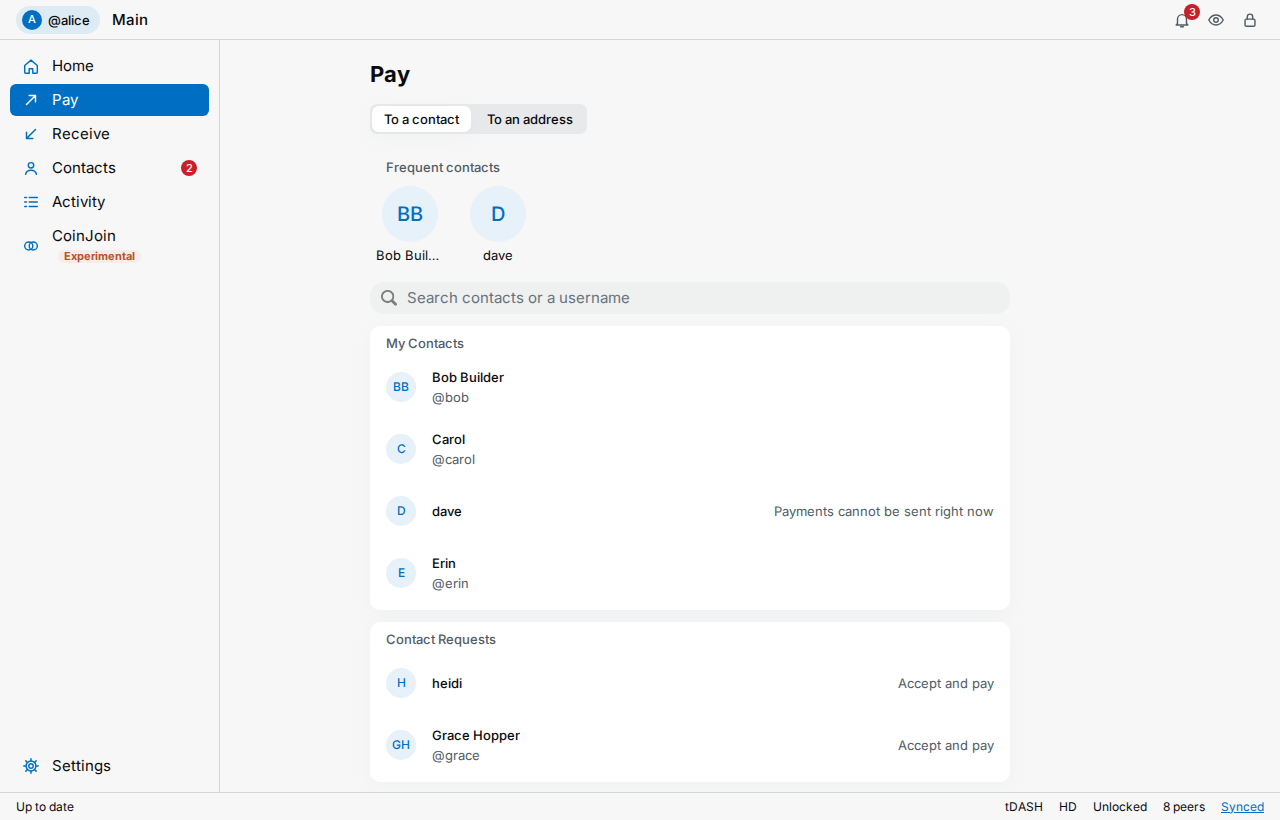 A @alice Main 3
Home
Pay
Receive
Contacts 2
Activity
CoinJoin
Experimental
Settings
Pay
To a contact To an address
Frequent contacts
BB D
Bob Buil... dave
Search contacts or a username
My Contacts
BB Bob Builder
@bob
C Carol
@carol
D dave Payments cannot be sent right now
E Erin
@erin
Contact Requests
H heidi Accept and pay
GH Grace Hopper Accept and pay
@grace
Up to date tDASH HD Unlocked 8 peers Synced